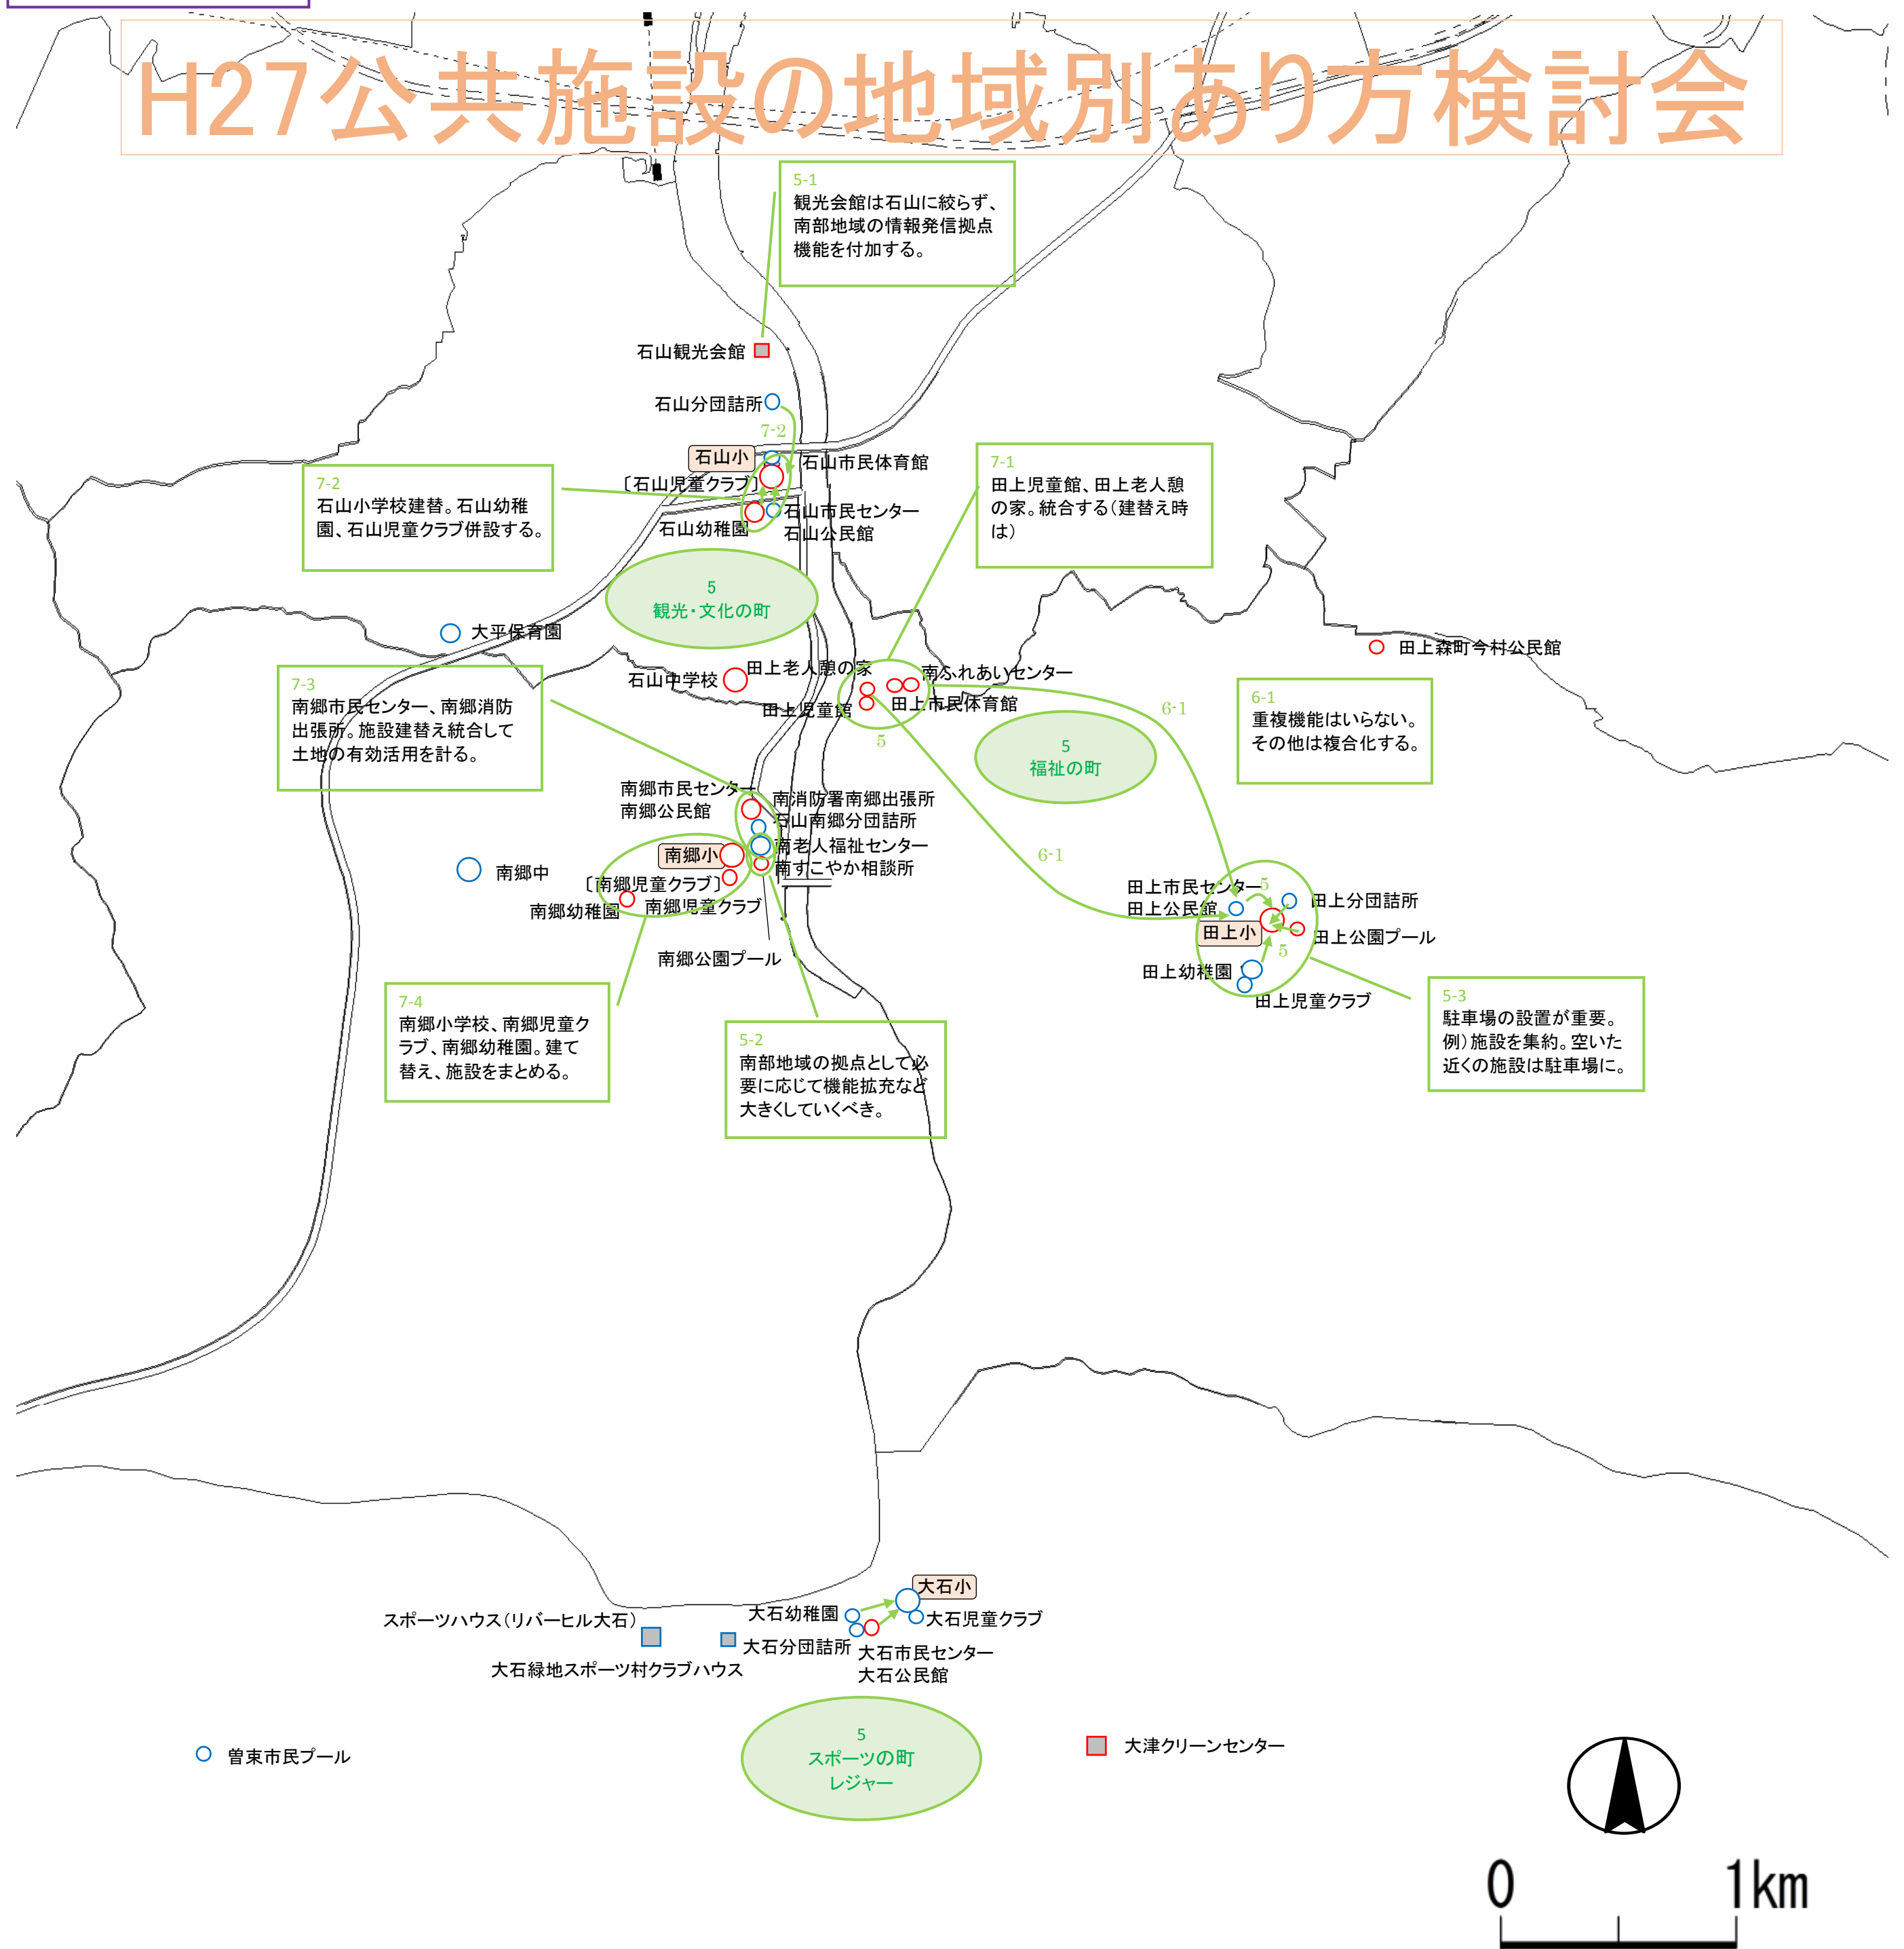 H27公共施設の地域別あり方検討会
5-1
観光会館は石山に絞らず、
南部地域の情報発信拠点
機能を付加する。
石山観光会館
石山分団詰所
7-2
石山小
石山市民体育館
〔石山児童クラブ〕
石山市民センター
石山公民館
石山幼稚園
7-2
石山小学校建替。石山幼稚
園、石山児童クラブ併設する。
7-1
田上児童館、田上老人憩
の家。統合する（建替え時
は）
5
観光・文化の町
大平保育園
石山中学校
田上老人憩の家
南ふれあいセンター
田上児童館
田上市民体育館
5
田上森町今村公民館
7-3
南郷市民センター、南郷消防
出張所。施設建替え統合して
土地の有効活用を計る。
6-1
6-1
重複機能はいらない。
その他は複合化する。
5
福祉の町
南郷市民センター
南郷公民館
南消防署南郷出張所
石山南郷分団詰所
南老人福祉センター
南すこやか相談所
南郷小
〔南郷児童クラブ〕
南郷児童クラブ
南郷幼稚園
南郷中
南郷公園プール
6-1
田上市民センター
田上公民館
5
田上分団詰所
田上小
田上公園プール
5
田上幼稚園
田上児童クラブ
7-4
南郷小学校、南郷児童ク
ラブ、南郷幼稚園。建て
替え、施設をまとめる。
5-2
南部地域の拠点として必
要に応じて機能拡充など
大きくしていくべき。
5-3
駐車場の設置が重要。
例）施設を集約。空いた
近くの施設は駐車場に。
大石小
大石幼稚園
大石児童クラブ
スポーツハウス（リバーヒル大石）
大石分団詰所
大石市民センター
大石公民館
大石緑地スポーツ村クラブハウス
5
スポーツの町
レジャー
曽束市民プール
大津クリーンセンター
0 1km